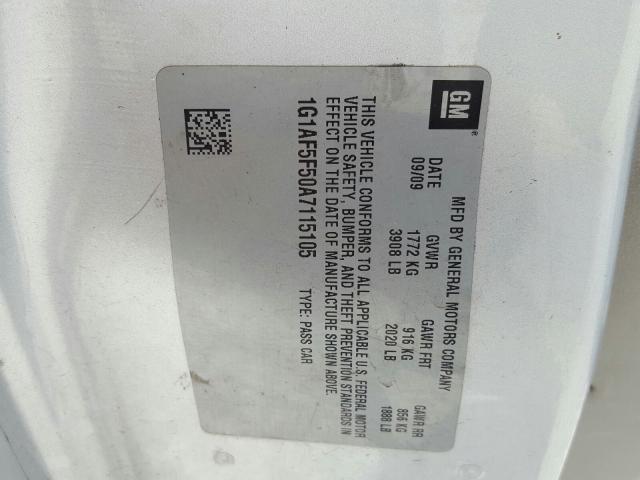 GM
®
MFD BY GENERAL MOTORS COMPANY
DATE GVWR GAWR FRT GAWR RR
09/09 1772 KG 916 KG 856 KG
3908 LB 2020 LB 1888 LB
THIS VEHICLE CONFORMS TO ALL APPLICABLE U.S. FEDERAL MOTOR
VEHICLE SAFETY, BUMPER, AND THEFT PREVENTION STANDARDS IN
EFFECT ON THE DATE OF MANUFACTURE SHOWN ABOVE.
1G1AF5F50A7115105 TYPE: PASS CAR